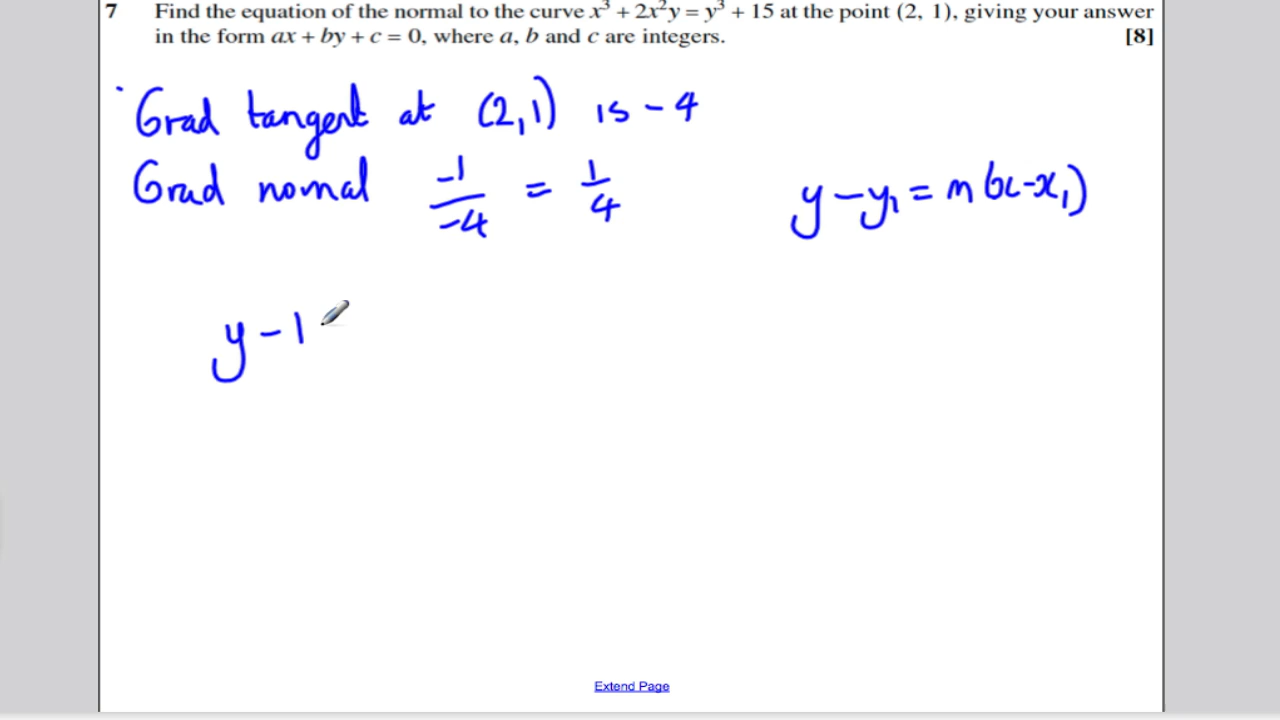 7 Find the equation of the normal to the curve x³ + 2x²y = y³ + 15 at the point (2, 1), giving your answer
in the form ax + by + c = 0, where a, b and c are integers. [8]
Grad tangent at (2,1) is -4
Grad nomal -1/-4 = 1/4 y-y₁ = m(x-x₁)
y-1
Extend Page